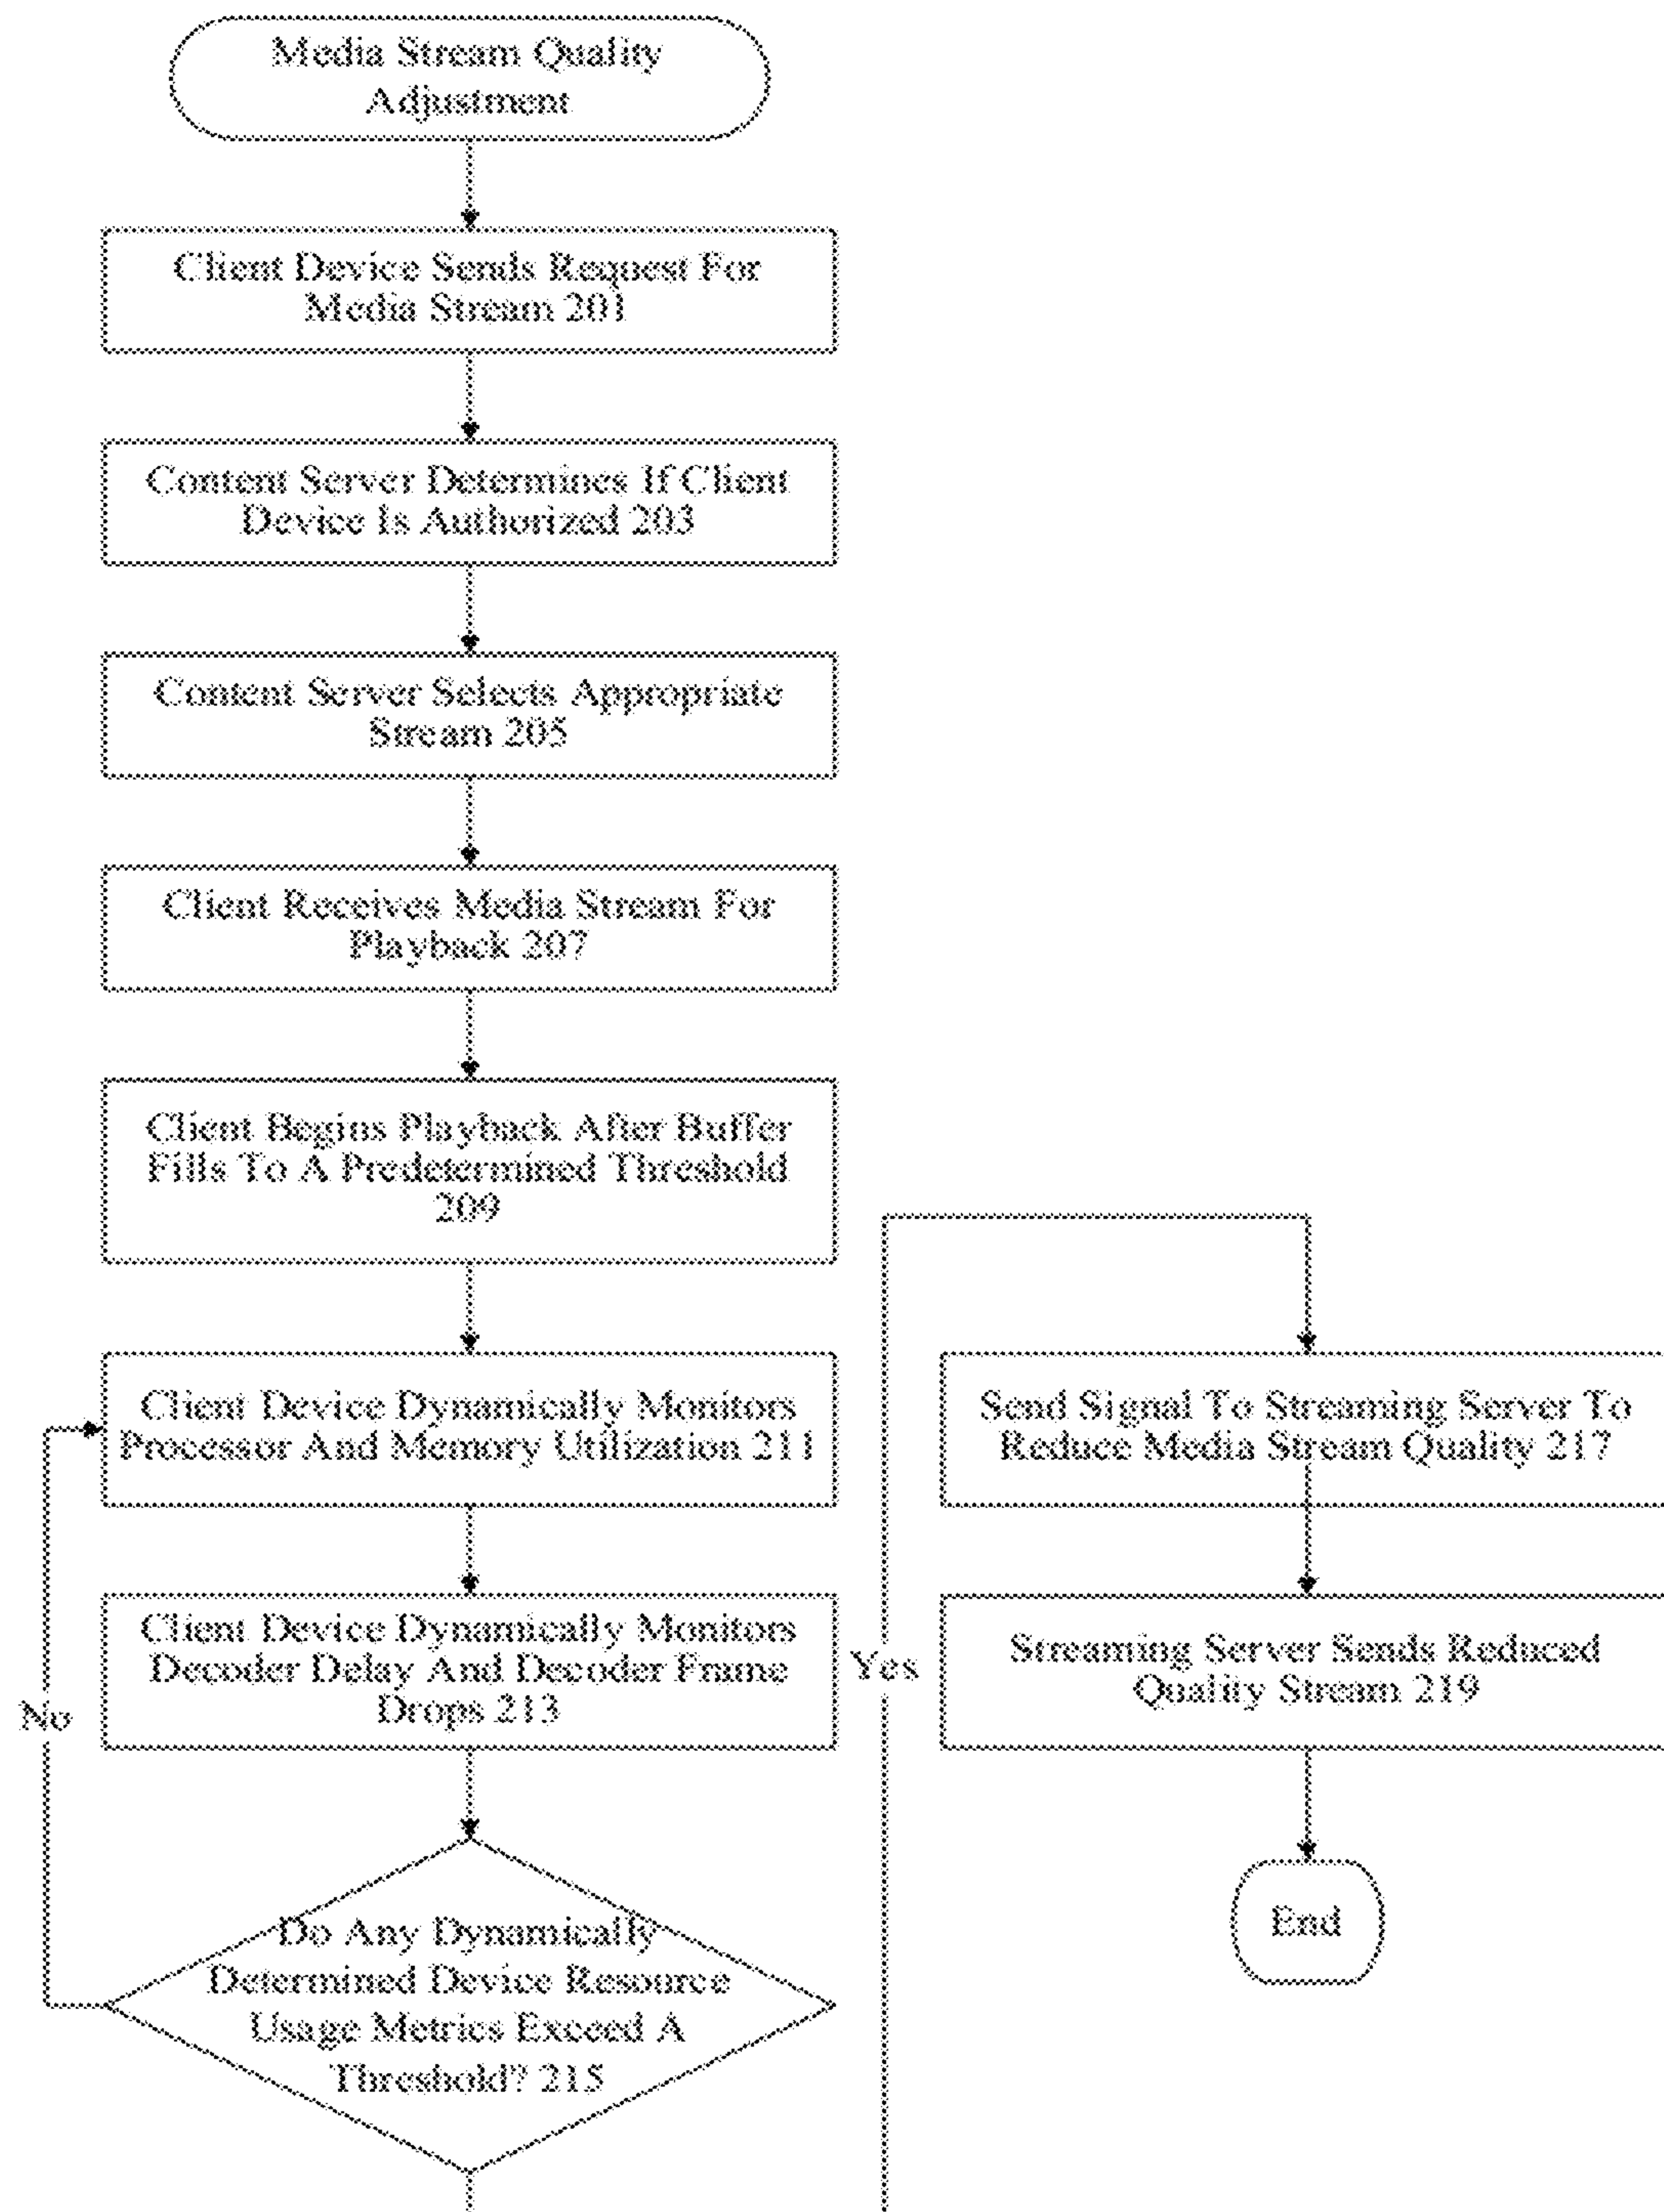 Media Stream Quality
Adjustment
Client Device Sends Request For
Media Stream 201
Content Server Determines If Client
Device Is Authorized 203
Content Server Selects Appropriate
Stream 205
Client Receives Media Stream For
Playback 207
Client Begins Playback After Buffer
Fills To A Predetermined Threshold
209
Client Device Dynamically Monitors
Processor And Memory Utilization 211
Client Device Dynamically Monitors
Decoder Delay And Decoder Frame
Drops 213
No
Do Any Dynamically
Determined Device Resource
Usage Metrics Exceed A
Threshold? 215
Yes
Send Signal To Streaming Server To
Reduce Media Stream Quality 217
Streaming Server Sends Reduced
Quality Stream 219
End